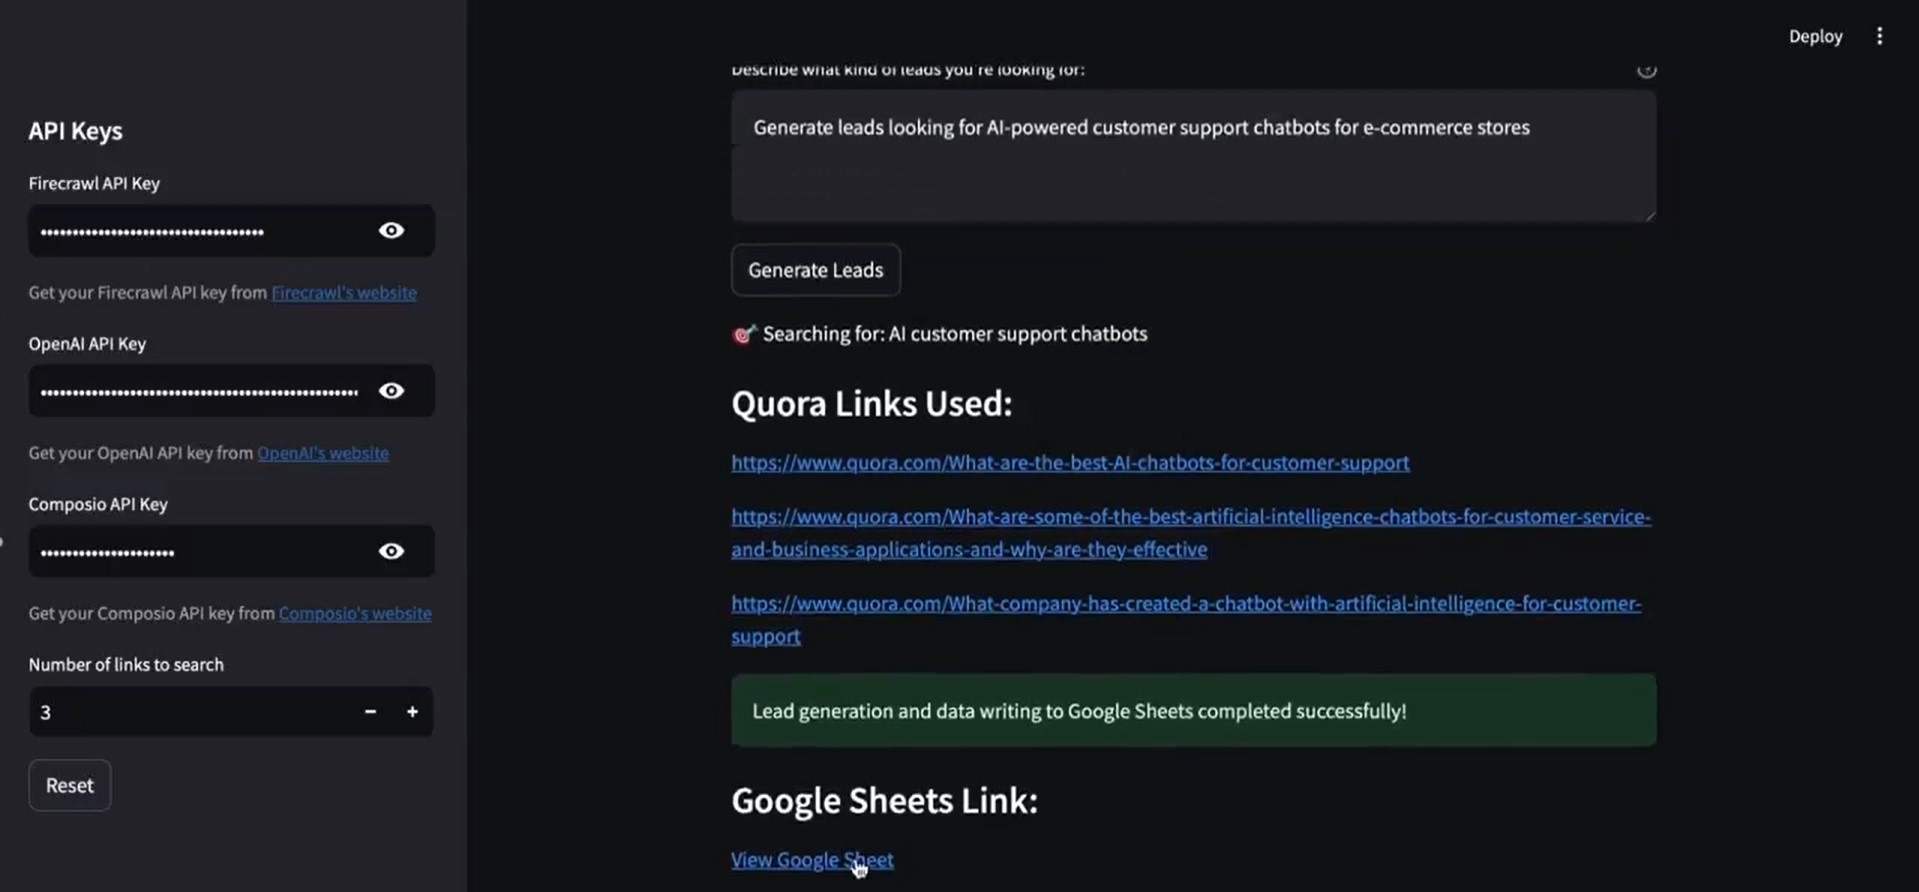 Deploy
API Keys
Firecrawl API Key
Get your Firecrawl API key from Firecrawl's website
OpenAI API Key
Get your OpenAI API key from OpenAI's website
Composio API Key
Get your Composio API key from Composio's website
Number of links to search
3
Reset
Describe what kind of leads you're looking for:
Generate leads looking for AI-powered customer support chatbots for e-commerce stores
Generate Leads
Searching for: AI customer support chatbots
Quora Links Used:
https://www.quora.com/What-are-the-best-AI-chatbots-for-customer-support
https://www.quora.com/What-are-some-of-the-best-artificial-intelligence-chatbots-for-customer-service-
and-business-applications-and-why-are-they-effective
https://www.quora.com/What-company-has-created-a-chatbot-with-artificial-intelligence-for-customer-
support
Lead generation and data writing to Google Sheets completed successfully!
Google Sheets Link:
View Google Sheet